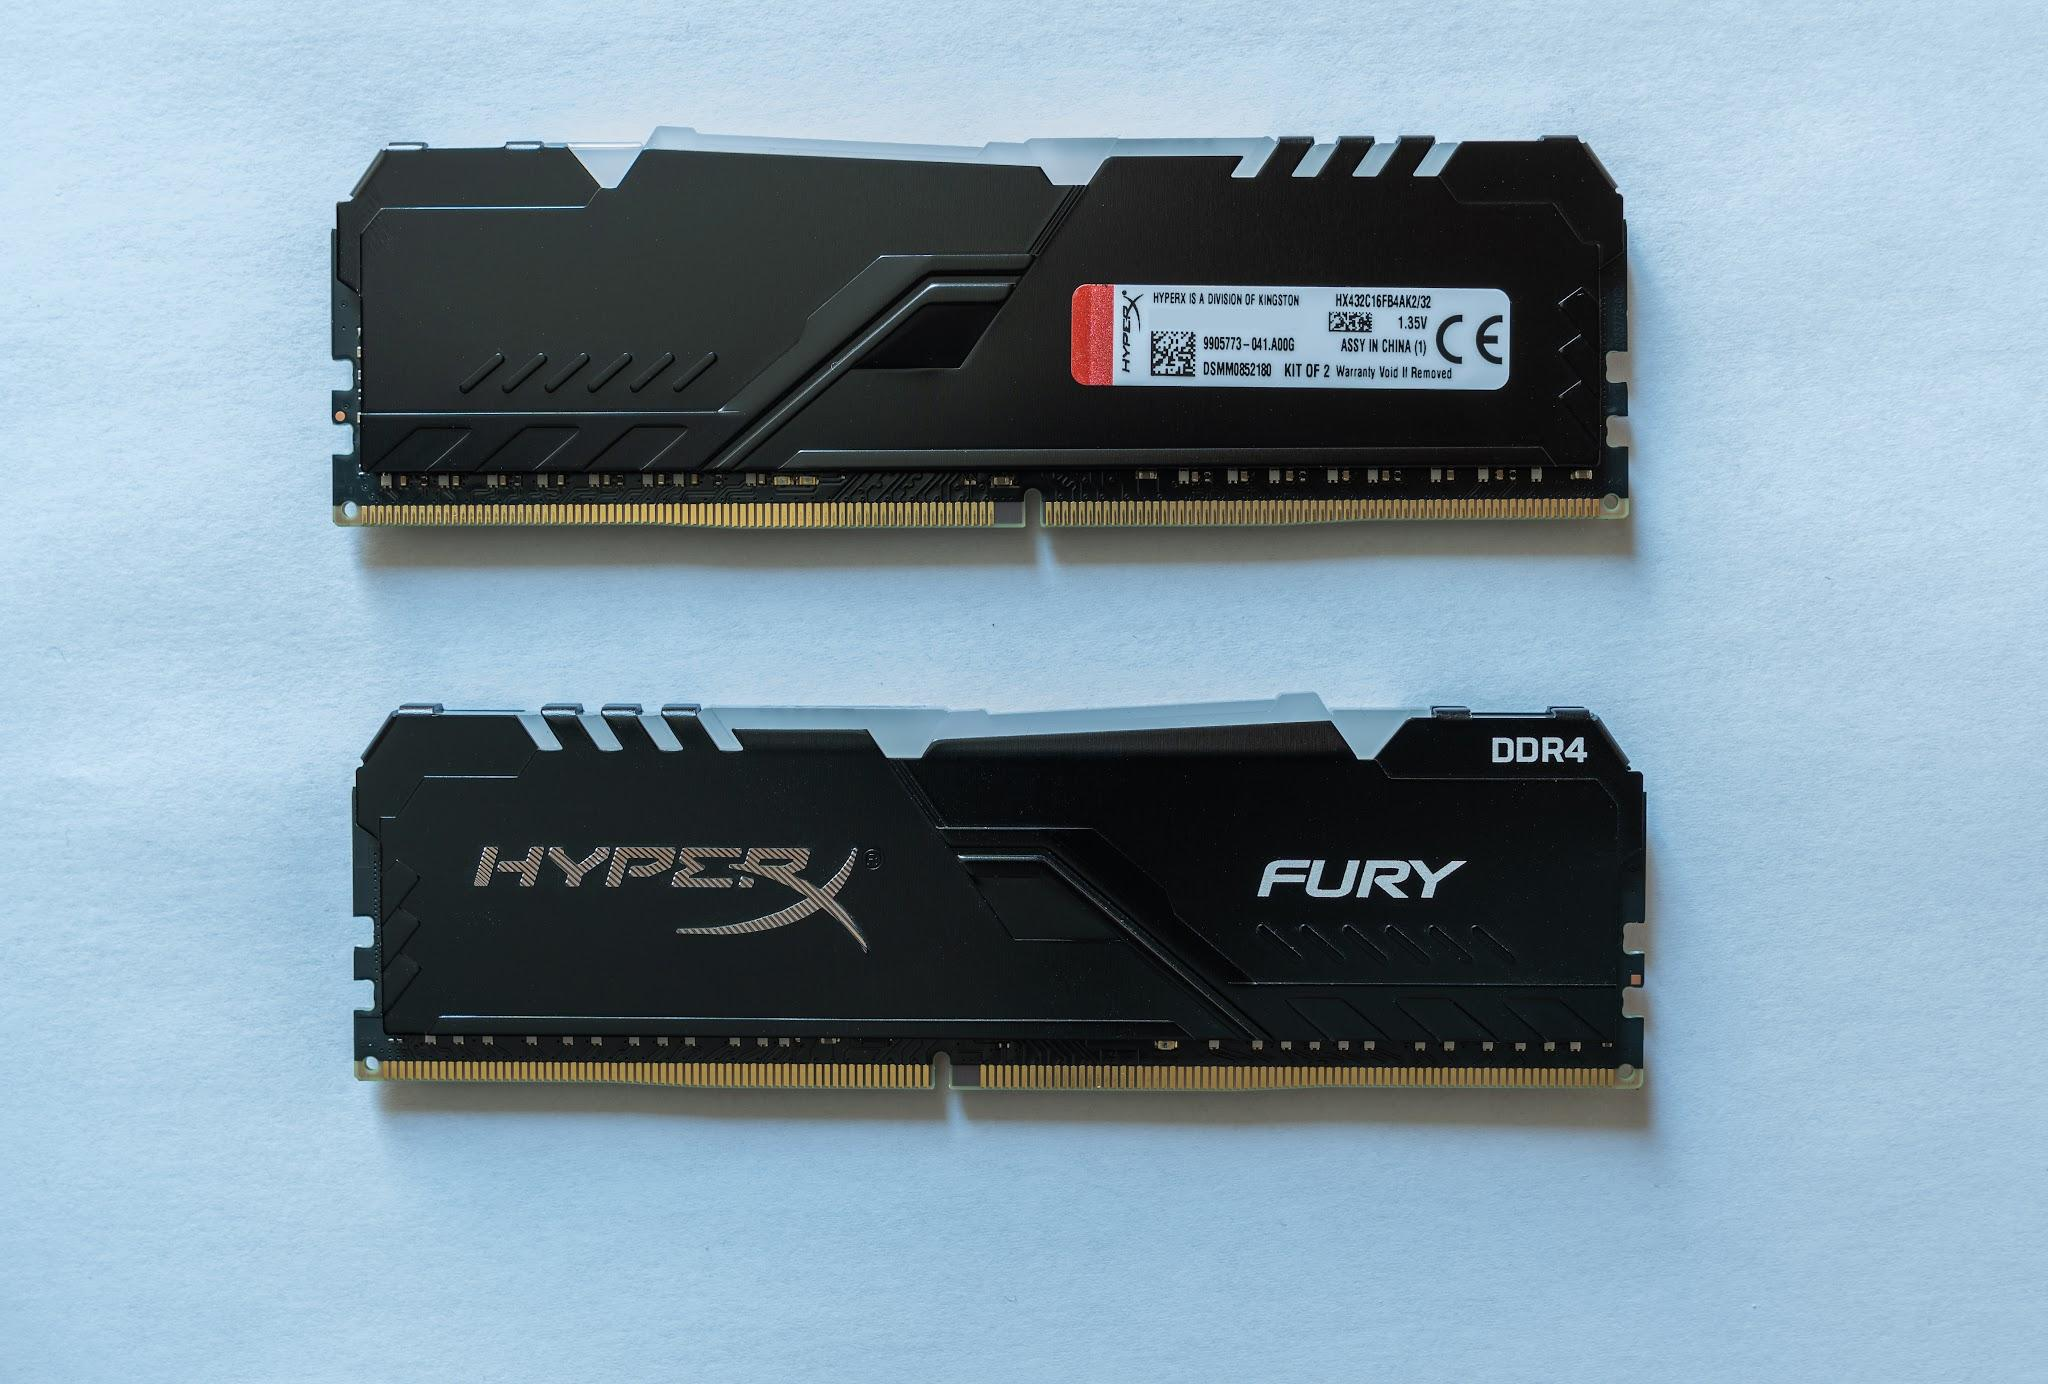 HYPERX®
HYPERX IS A DIVISION OF KINGSTON
HX432C16FB4AK2/32
1.35V
9905773-041.A00G
ASSY IN CHINA (1)
CE
DSMM0852180 KIT OF 2 Warranty Void If Removed
DDR4
HYPERX®
FURY